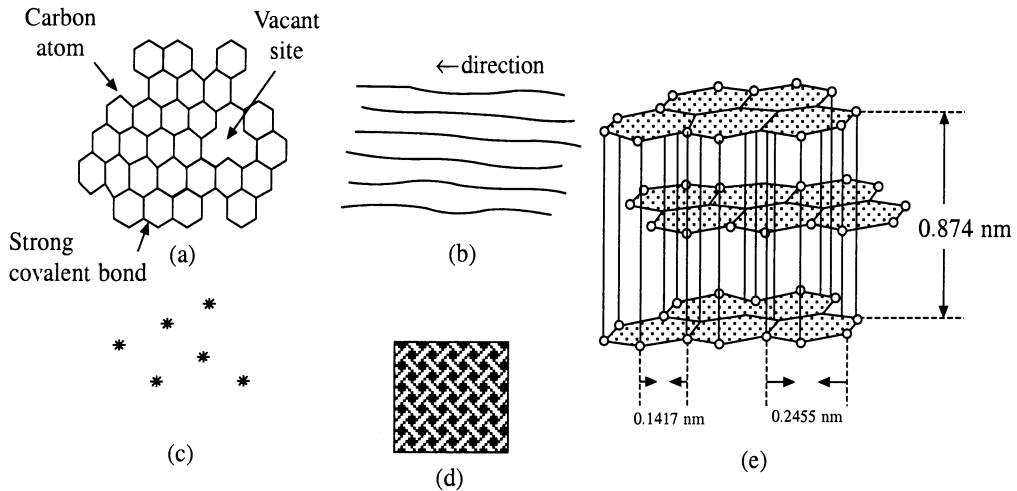 Carbon
atom
Vacant
site
Strong
covalent bond
(a)
←direction
(b)
(c)
(d)
0.874 nm
0.1417 nm
0.2455 nm
(e)